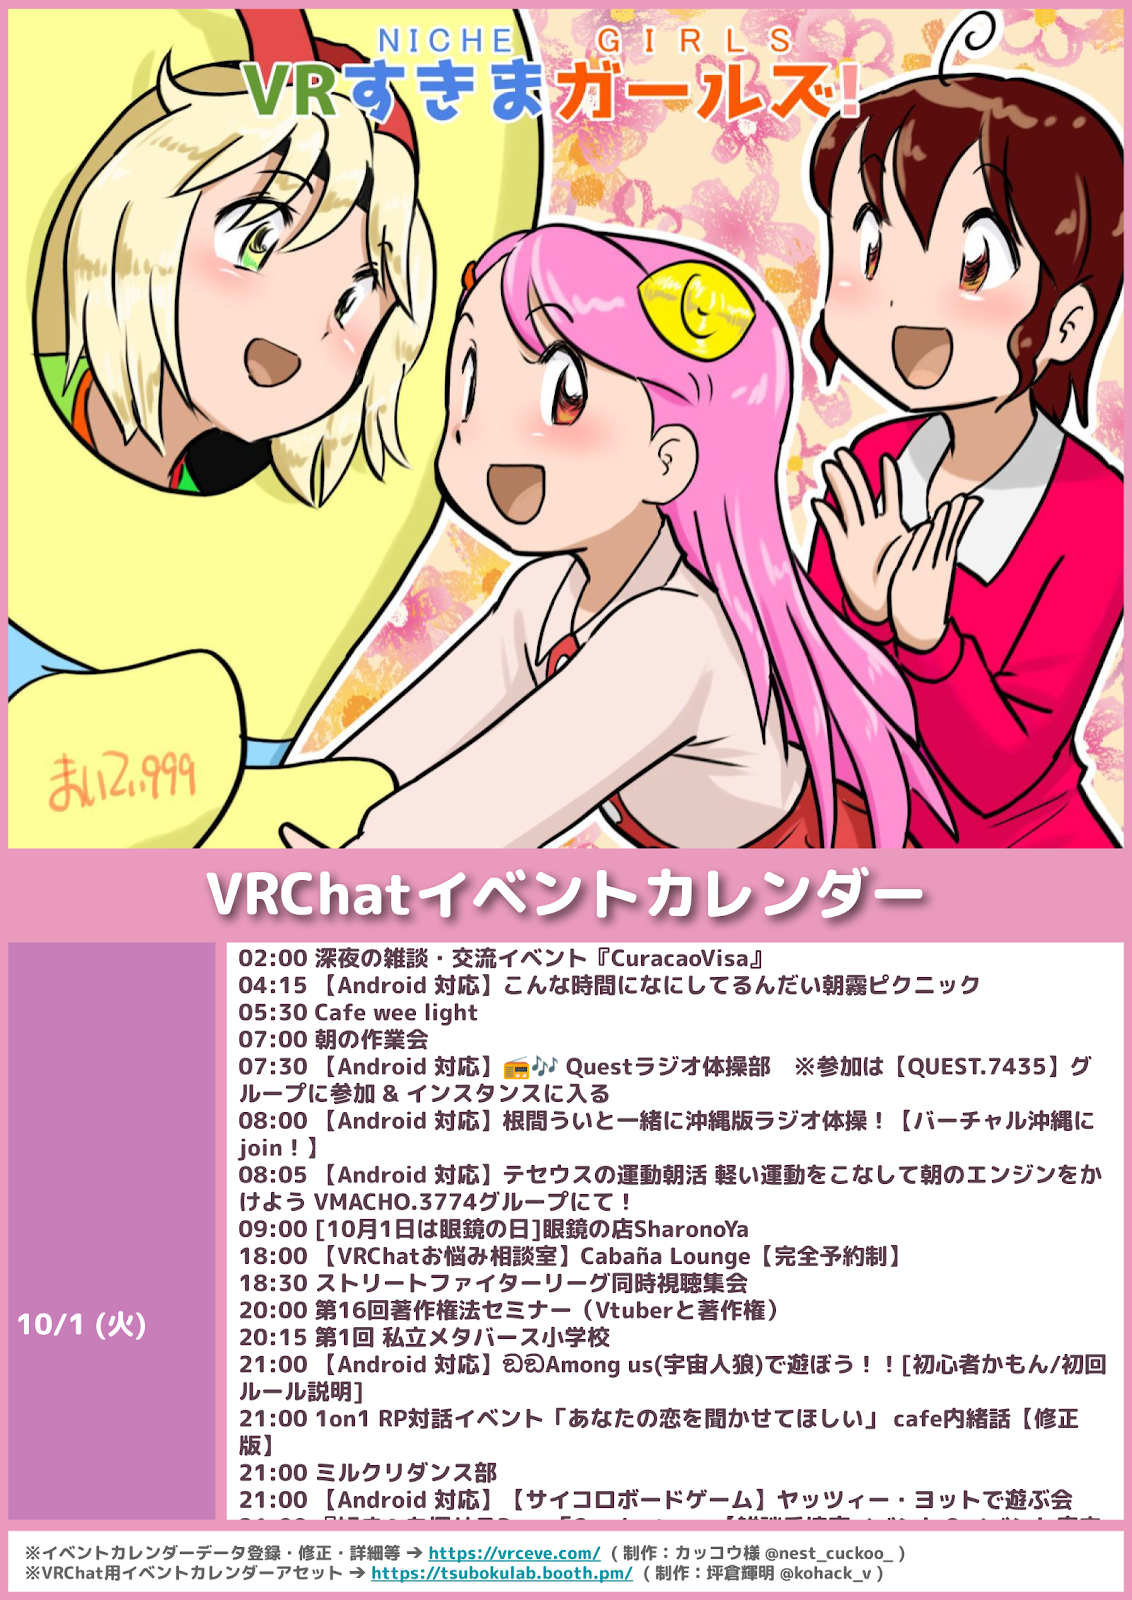 NICHE GIRLS
VRすきまガールズ!
まいてぃ999
VRChatイベントカレンダー
10/1 (火)
02:00 深夜の雑談・交流イベント『CuracaoVisa』
04:15 【Android 対応】こんな時間になにしてるんだい朝霧ピクニック
05:30 Cafe wee light
07:00 朝の作業会
07:30 【Android 対応】📻🎶 Questラジオ体操部　※参加は【QUEST.7435】グ
ループに参加 & インスタンスに入る
08:00 【Android 対応】根間ういと一緒に沖縄版ラジオ体操！【バーチャル沖縄に
join！】
08:05 【Android 対応】テセウスの運動朝活 軽い運動をこなして朝のエンジンをか
けよう VMACHO.3774グループにて！
09:00 [10月1日は眼鏡の日]眼鏡の店SharonoYa
18:00 【VRChatお悩み相談室】Cabaña Lounge【完全予約制】
18:30 ストリートファイターリーグ同時視聴集会
20:00 第16回著作権法セミナー（Vtuberと著作権）
20:15 第1回 私立メタバース小学校
21:00 【Android 対応】ඞඞAmong us(宇宙人狼)で遊ぼう！！[初心者かもん/初回
ルール説明]
21:00 1on1 RP対話イベント「あなたの恋を聞かせてほしい」 cafe内緒話【修正
版】
21:00 ミルクリダンス部
21:00 【Android 対応】【サイコロボードゲーム】ヤッツィー・ヨットで遊ぶ会
※イベントカレンダーデータ登録・修正・詳細等 ➔ https://vrceve.com/ ( 制作：カッコウ様 @nest_cuckoo_ )
※VRChat用イベントカレンダーアセット ➔ https://tsubokulab.booth.pm/ ( 制作：坪倉輝明 @kohack_v )